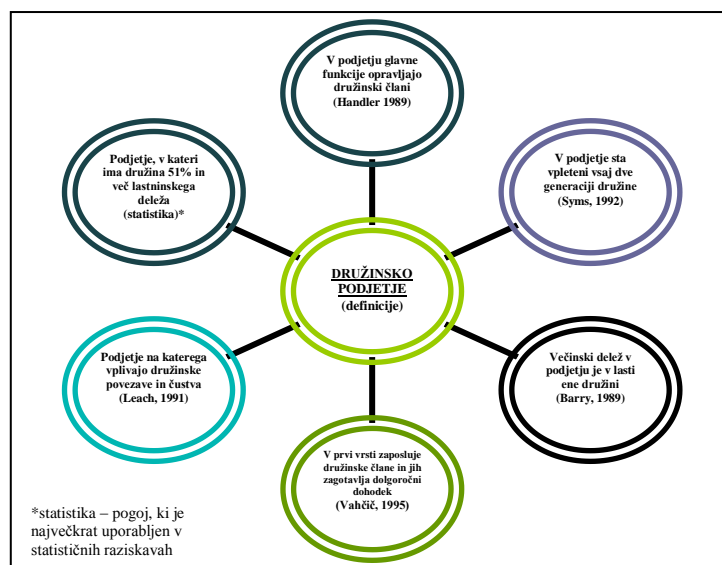 V podjetju glavne
funkcije opravljajo
družinski člani
(Handler 1989)
Podjetje, v kateri
ima družina 51% in
več lastninskega
deleža
(statistika)*
V podjetje sta
vpleteni vsaj dve
generaciji družine
(Syms, 1992)
DRUŽINSKO
PODJETJE
(definicije)
Podjetje na katerega
vplivajo družinske
povezave in čustva
(Leach, 1991)
Večinski delež v
podjetju je v lasti
ene družini
(Barry, 1989)
V prvi vrsti zaposluje
družinske člane in jih
zagotavlja dolgoročni
dohodek
(Vahčič, 1995)
*statistika – pogoj, ki je
največkrat uporabljen v
statističnih raziskavah